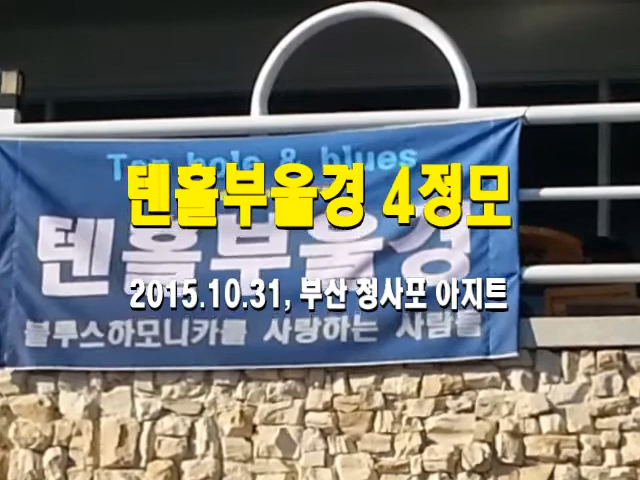 Ten hole & blues
텐홀부울경 4정모
텐홀부울경
2015.10.31, 부산 정사포 아지트
블루스하모니카를 사랑하는 사람들